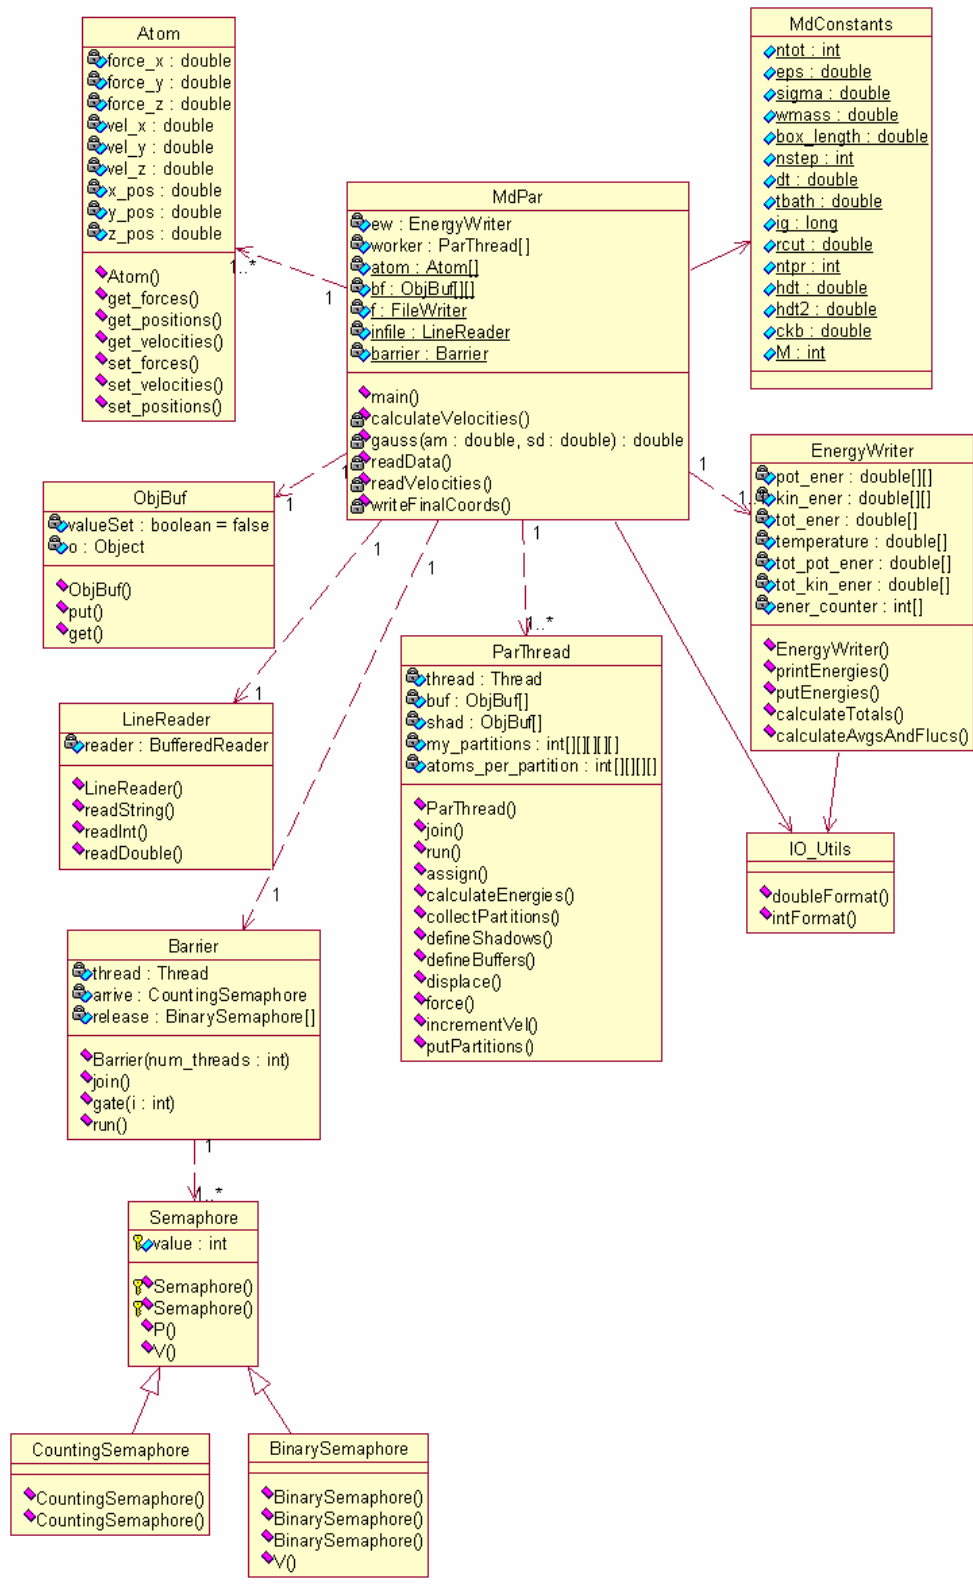 Atom
force_x : double
force_y : double
force_z : double
vel_x : double
vel_y : double
vel_z : double
x_pos : double
y_pos : double
z_pos : double
Atom()
get_forces()
get_positions()
get_velocities()
set_forces()
set_velocities()
set_positions()
MdConstants
ntot : int
eps : double
sigma : double
wmass : double
box_length : double
nstep : int
dt : double
tbath : double
ig : long
rcut : double
ntpr : int
hdt : double
hdt2 : double
ckb : double
M : int
MdPar
ew : EnergyWriter
worker : ParThread[]
atom : Atom[]
bf : ObjBuf[][]
f : FileWriter
infile : LineReader
barrier : Barrier
main()
calculateVelocities()
gauss(am : double, sd : double) : double
readData()
readVelocities()
writeFinalCoords()
1..*
1
1
1
1
1
1
1
EnergyWriter
pot_ener : double[][]
kin_ener : double[][]
tot_ener : double[]
temperature : double[]
tot_pot_ener : double[]
tot_kin_ener : double[]
ener_counter : int[]
EnergyWriter()
printEnergies()
putEnergies()
calculateTotals()
calculateAvgsAndFlucs()
ObjBuf
valueSet : boolean = false
o : Object
ObjBuf()
put()
get()
1..*
ParThread
thread : Thread
buf : ObjBuf[]
shad : ObjBuf[]
my_partitions : int[][][][][]
atoms_per_partition : int[][][][]
ParThread()
join()
run()
assign()
calculateEnergies()
collectPartitions()
defineShadows()
defineBuffers()
displace()
force()
incrementVel()
putPartitions()
1
LineReader
reader : BufferedReader
LineReader()
readString()
readInt()
readDouble()
IO_Utils
doubleFormat()
intFormat()
1
Barrier
thread : Thread
arrive : CountingSemaphore
release : BinarySemaphore[]
Barrier(num_threads : int)
join()
gate(i : int)
run()
1
1..*
Semaphore
value : int
Semaphore()
Semaphore()
P()
V()
CountingSemaphore
CountingSemaphore()
CountingSemaphore()
BinarySemaphore
BinarySemaphore()
BinarySemaphore()
BinarySemaphore()
V()